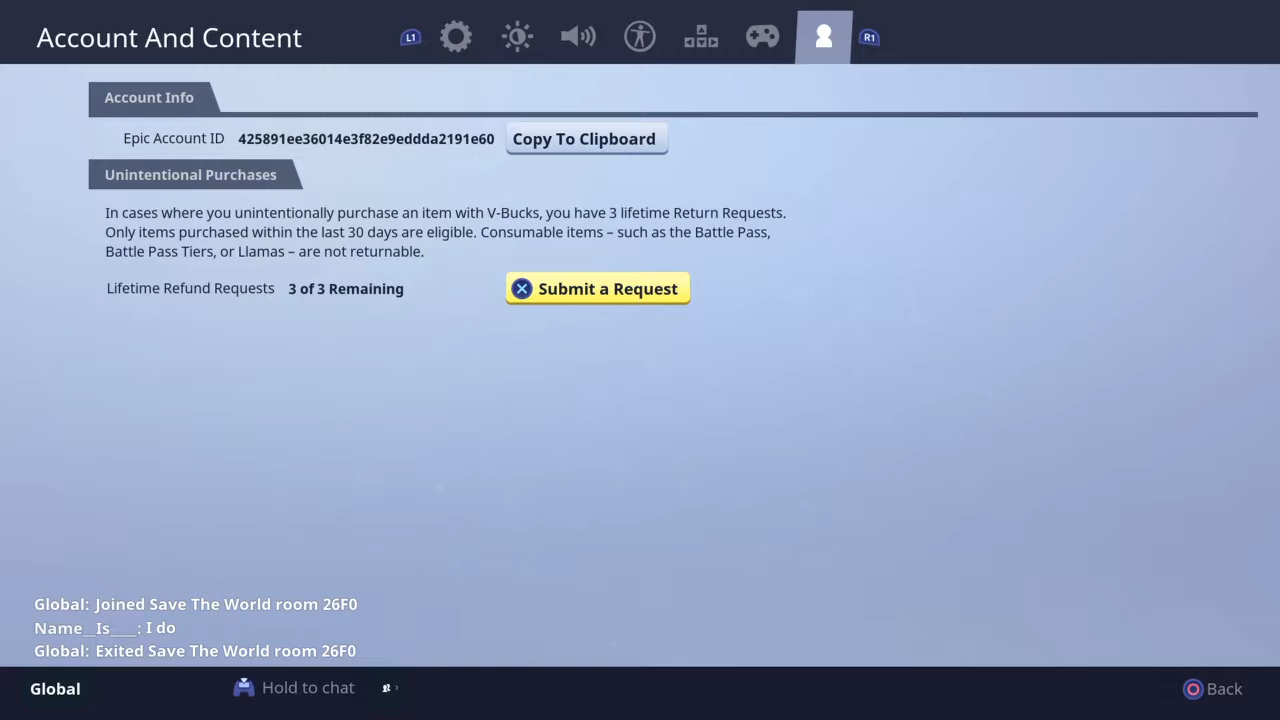 Account And Content
L1
R1
Account Info
Epic Account ID 425891ee36014e3f82e9eddda2191e60 Copy To Clipboard
Unintentional Purchases
In cases where you unintentionally purchase an item with V-Bucks, you have 3 lifetime Return Requests.
Only items purchased within the last 30 days are eligible. Consumable items – such as the Battle Pass,
Battle Pass Tiers, or Llamas – are not returnable.
Lifetime Refund Requests 3 of 3 Remaining Submit a Request
Global: Joined Save The World room 26F0
Name__Is____: I do
Global: Exited Save The World room 26F0
Global Hold to chat Back